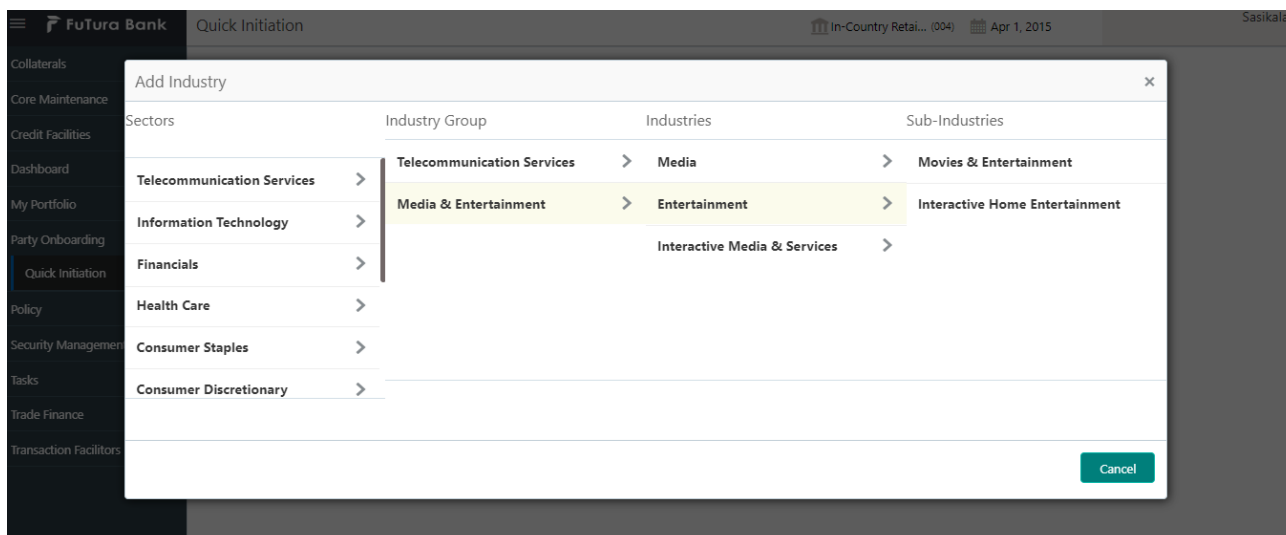 FuTura Bank
Quick Initiation
In-Country Retai... (004)
Apr 1, 2015
Sasikala
Collaterals
Core Maintenance
Credit Facilities
Dashboard
My Portfolio
Party Onboarding
Quick Initiation
Policy
Security Management
Tasks
Trade Finance
Transaction Facilitors
Add Industry
×
Sectors
Telecommunication Services
Information Technology
Financials
Health Care
Consumer Staples
Consumer Discretionary
Industry Group
Telecommunication Services
Media & Entertainment
Industries
Media
Entertainment
Interactive Media & Services
Sub-Industries
Movies & Entertainment
Interactive Home Entertainment
Cancel